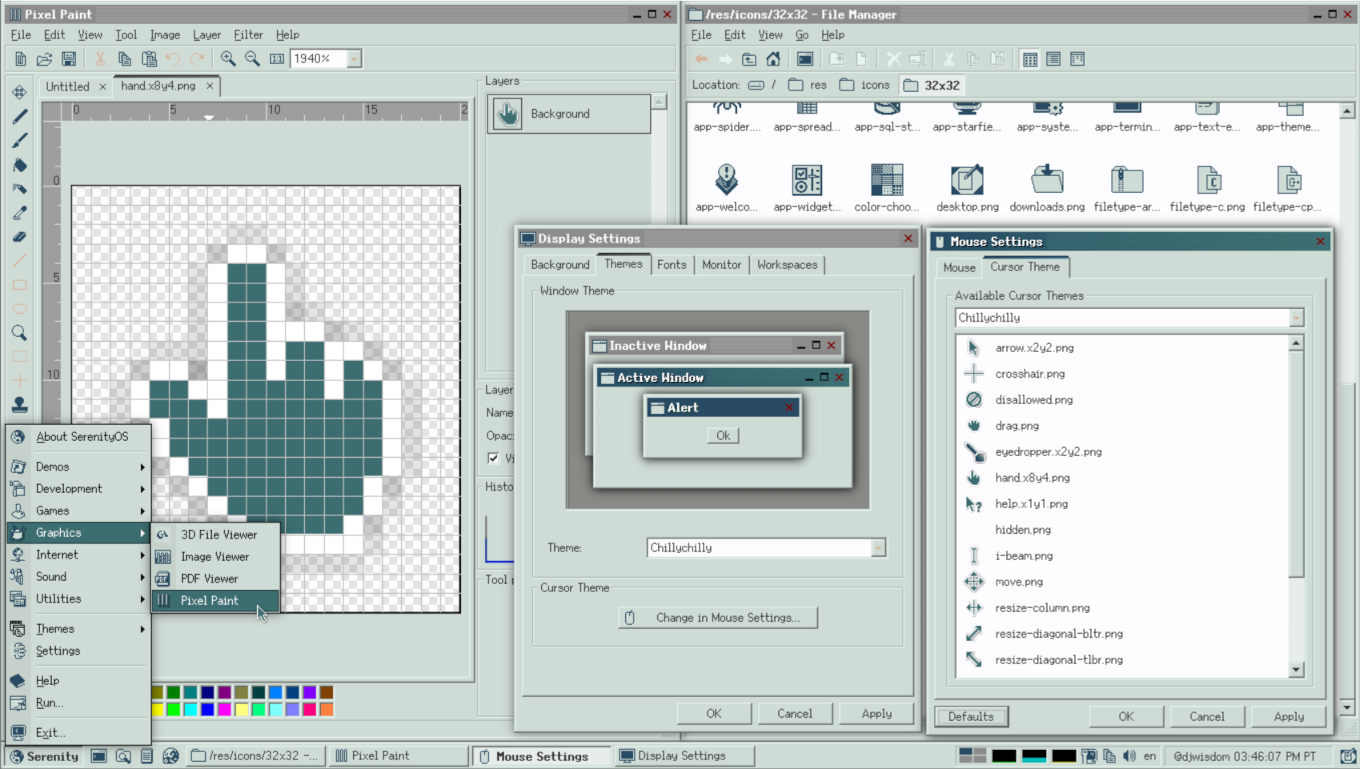 Pixel Paint
File Edit View Tool Image Layer Filter Help
1940%
Untitled × hand.x8y4.png ×
0 5 10 15 2
0
5
10
Layers
Background
Layer
Name
Opac
Vi
Histo
Tool p
/res/icons/32x32 - File Manager
File Edit View Go Help
Location: / res icons 32x32
app-spider.... app-spread... app-sql-st... app-starfie... app-syste... app-termin... app-text-e... app-theme...
app-welco... app-widget... color-choo... desktop.png downloads.png filetype-ar... filetype-c.png filetype-cp...
C G+
Display Settings
Background Themes Fonts Monitor Workspaces
Window Theme
Inactive Window
Active Window
Alert
Ok
Theme: Chillychilly
Cursor Theme
Change in Mouse Settings...
OK Cancel Apply
Mouse Settings
Mouse Cursor Theme
Available Cursor Themes
Chillychilly
arrow.x2y2.png
crosshair.png
disallowed.png
drag.png
eyedropper.x2y2.png
hand.x8y4.png
help.x1y1.png
hidden.png
i-beam.png
move.png
resize-column.png
resize-diagonal-bltr.png
resize-diagonal-tlbr.png
Defaults OK Cancel Apply
About SerenityOS
Demos
Development
Games
Graphics
Internet
Sound
Utilities
Themes
Settings
Help
Run...
Exit...
3D File Viewer
Image Viewer
PDF Viewer
Pixel Paint
Serenity /res/icons/32x32 -... Pixel Paint Mouse Settings Display Settings en @djwisdom 03:46:07 PM PT